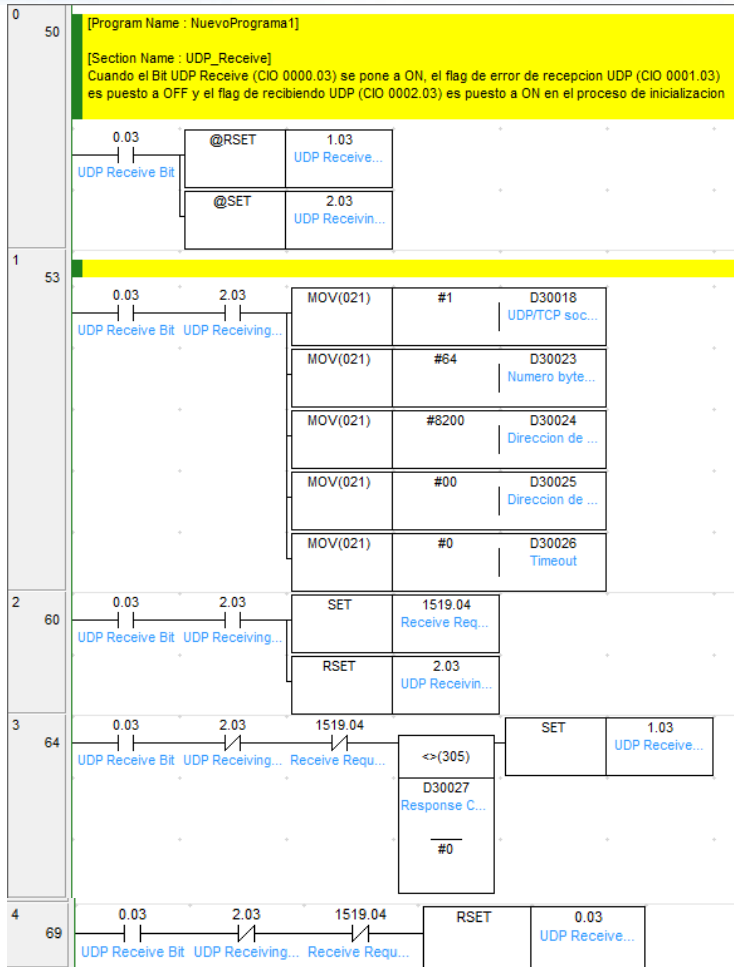 0
50
[Program Name : NuevoPrograma1]
[Section Name : UDP_Receive]
Cuando el Bit UDP Receive (CIO 0000.03) se pone a ON, el flag de error de recepcion UDP (CIO 0001.03)
es puesto a OFF y el flag de recibiendo UDP (CIO 0002.03) es puesto a ON en el proceso de inicializacion
0.03 @RSET 1.03
UDP Receive Bit UDP Receive...
@SET 2.03
UDP Receivin...
1
53
0.03 2.03 MOV(021) #1 D30018
UDP Receive Bit UDP Receiving... UDP/TCP soc...
MOV(021) #64 D30023
Numero byte...
MOV(021) #8200 D30024
Direccion de ...
MOV(021) #00 D30025
Direccion de ...
MOV(021) #0 D30026
Timeout
2
60
0.03 2.03 SET 1519.04
UDP Receive Bit UDP Receiving... Receive Req...
RSET 2.03
UDP Receivin...
3
64
0.03 2.03 1519.04 SET 1.03
UDP Receive Bit UDP Receiving... Receive Requ... <>(305) UDP Receive...
D30027
Response C...
#0
4
69
0.03 2.03 1519.04 RSET 0.03
UDP Receive Bit UDP Receiving... Receive Requ... UDP Receive...